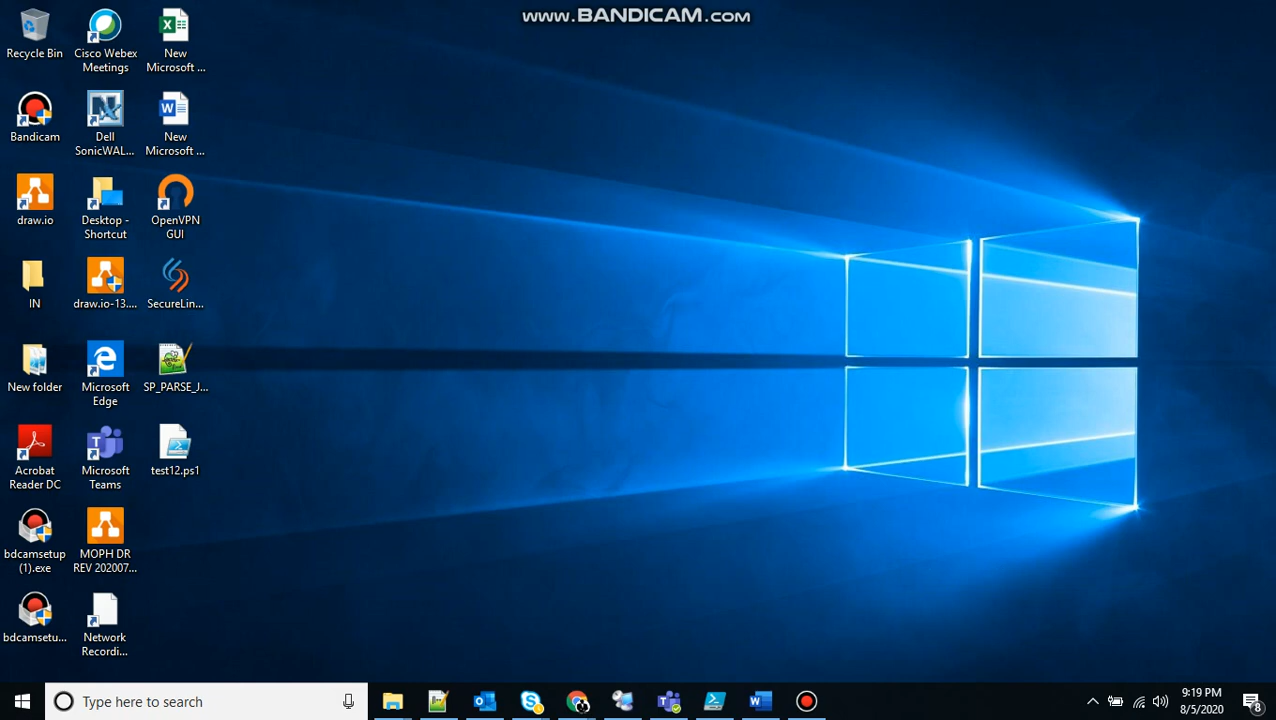 www.BANDICAM.com
Recycle Bin
Cisco Webex
Meetings
New
Microsoft ...
Bandicam
Dell
SonicWAL...
New
Microsoft ...
draw.io
Desktop -
Shortcut
OpenVPN
GUI
IN
draw.io-13....
SecureLin...
New folder
Microsoft
Edge
SP_PARSE_J...
Acrobat
Reader DC
Microsoft
Teams
test12.ps1
bdcamsetup
(1).exe
MOPH DR
REV 202007...
bdcamsetu...
Network
Recordi...
Type here to search
9:19 PM
8/5/2020
8